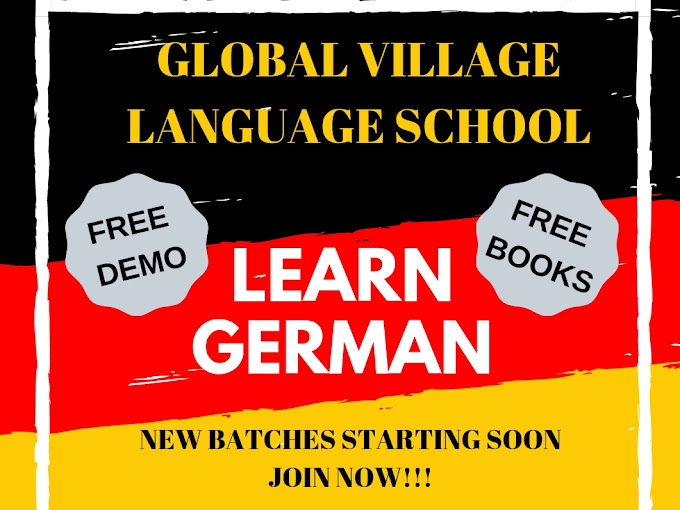 GLOBAL VILLAGE
LANGUAGE SCHOOL
FREE
DEMO
FREE
BOOKS
LEARN
GERMAN
NEW BATCHES STARTING SOON
JOIN NOW!!!